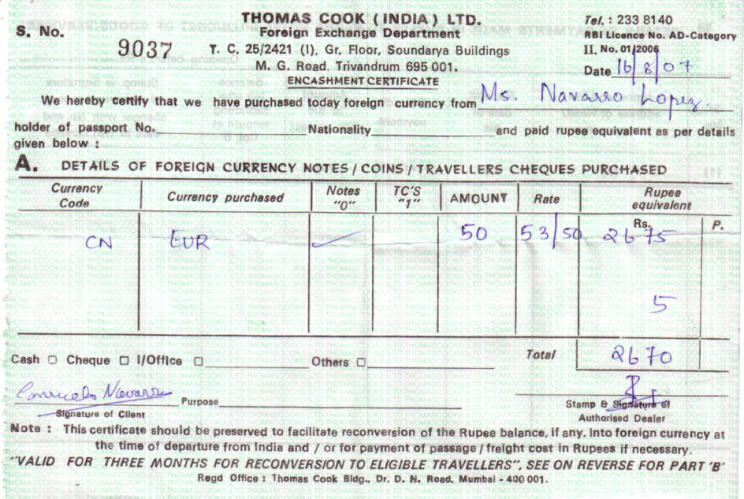 THOMAS COOK (INDIA) LTD.
Tel. : 233 8140
S. No. 9037
Foreign Exchange Department
RBI Licence No. AD-Category
T. C. 25/2421 (I), Gr. Floor, Soundarya Buildings
II, No. 01/2006
M. G. Road, Trivandrum 695 001.
Date 16/8/07
ENCASHMENT CERTIFICATE
We hereby certify that we have purchased today foreign currency from Ms. Navarro Lopez.
holder of passport No. Nationality and paid rupee equivalent as per details
given below :
A. DETAILS OF FOREIGN CURRENCY NOTES / COINS / TRAVELLERS CHEQUES PURCHASED
Currency Code Currency purchased Notes "0" TC'S "1" AMOUNT Rate Rupee equivalent
Rs. P.
CN EUR ✓ 50 53/50 2675
5
Cash □ Cheque □ I/Office □ Others □ Total 2670
Consuelo Navarro
Purpose
Signature of Client
Stamp & Signature of
Authorised Dealer
Note : This certificate should be preserved to facilitate reconversion of the Rupee balance, if any, into foreign currency at
the time of departure from India and / or for payment of passage / freight cost in Rupees if necessary.
"VALID FOR THREE MONTHS FOR RECONVERSION TO ELIGIBLE TRAVELLERS", SEE ON REVERSE FOR PART 'B'
Regd Office : Thomas Cook Bldg., Dr. D. N. Road, Mumbai - 400 001.